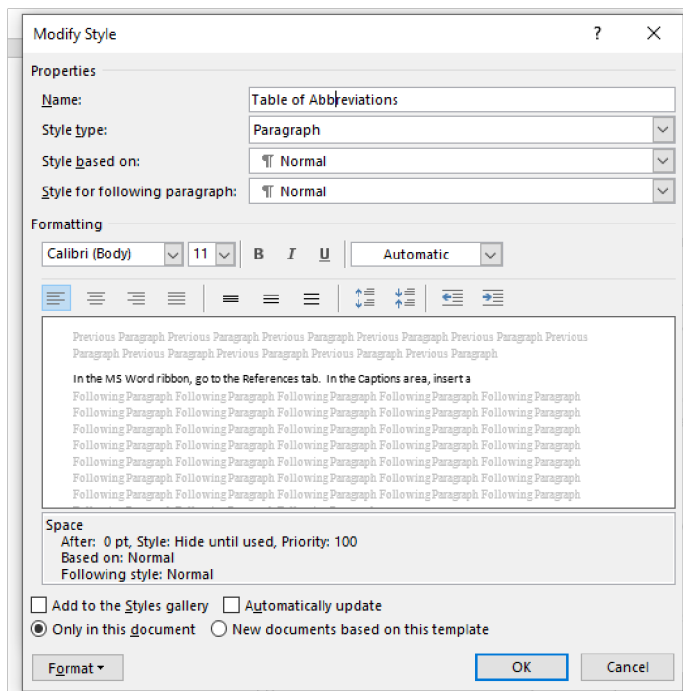 Modify Style ? ×
Properties
Name: Table of Abbreviations
Style type: Paragraph
Style based on: ¶ Normal
Style for following paragraph: ¶ Normal
Formatting
Calibri (Body) 11 B I U Automatic
Previous Paragraph Previous Paragraph Previous Paragraph Previous Paragraph Previous Paragraph Previous
Paragraph Previous Paragraph Previous Paragraph Previous Paragraph Previous Paragraph
In the MS Word ribbon, go to the References tab. In the Captions area, insert a
Following Paragraph Following Paragraph Following Paragraph Following Paragraph Following Paragraph
Following Paragraph Following Paragraph Following Paragraph Following Paragraph Following Paragraph
Following Paragraph Following Paragraph Following Paragraph Following Paragraph Following Paragraph
Following Paragraph Following Paragraph Following Paragraph Following Paragraph Following Paragraph
Following Paragraph Following Paragraph Following Paragraph Following Paragraph Following Paragraph
Following Paragraph Following Paragraph Following Paragraph Following Paragraph Following Paragraph
Following Paragraph Following Paragraph Following Paragraph Following Paragraph Following Paragraph
Space
After: 0 pt, Style: Hide until used, Priority: 100
Based on: Normal
Following style: Normal
Add to the Styles gallery Automatically update
Only in this document New documents based on this template
Format OK Cancel